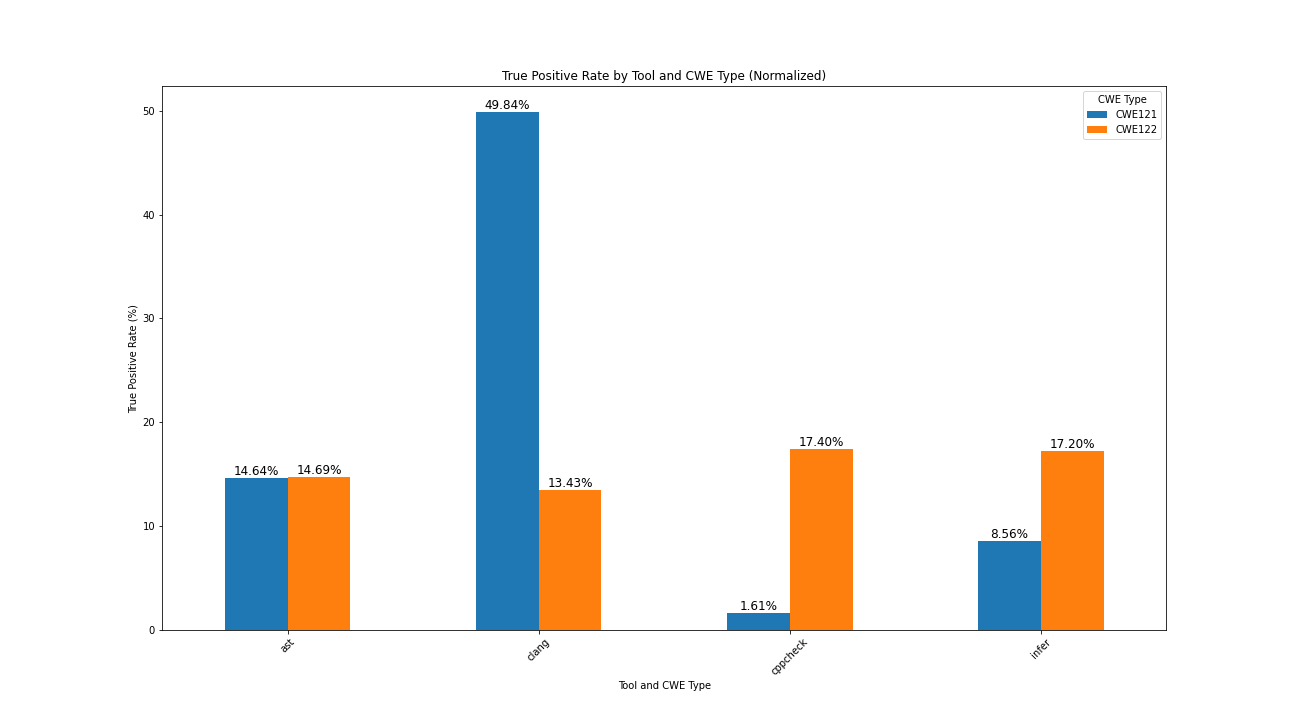 True Positive Rate by Tool and CWE Type (Normalized)
CWE Type
CWE121
CWE122
True Positive Rate (%)
50
40
30
20
10
0
14.64%
14.69%
49.84%
13.43%
1.61%
17.40%
8.56%
17.20%
ast
clang
cppcheck
infer
Tool and CWE Type